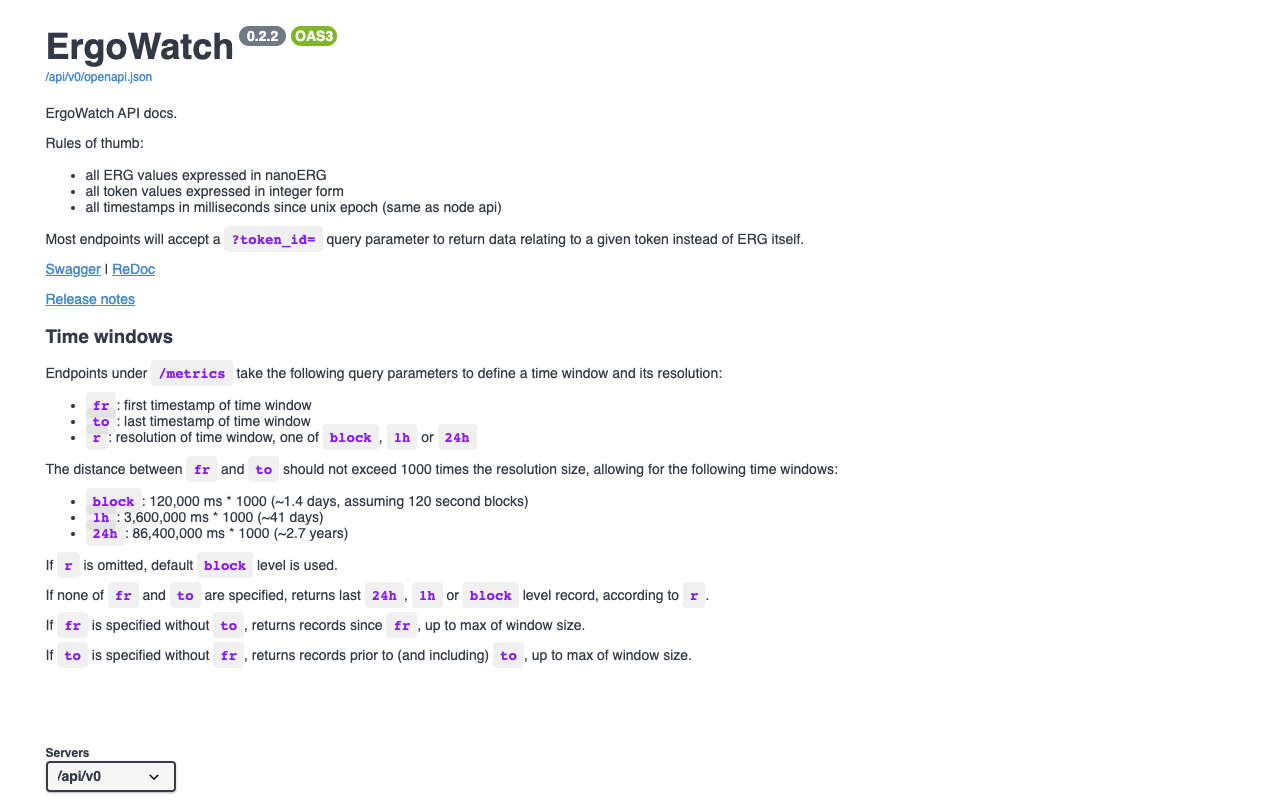 ErgoWatch 0.2.2 OAS3
/api/v0/openapi.json
ErgoWatch API docs.
Rules of thumb:
• all ERG values expressed in nanoERG
• all token values expressed in integer form
• all timestamps in milliseconds since unix epoch (same as node api)
Most endpoints will accept a ?token_id= query parameter to return data relating to a given token instead of ERG itself.
Swagger | ReDoc
Release notes
Time windows
Endpoints under /metrics take the following query parameters to define a time window and its resolution:
• fr : first timestamp of time window
• to : last timestamp of time window
• r : resolution of time window, one of block , 1h or 24h
The distance between fr and to should not exceed 1000 times the resolution size, allowing for the following time windows:
• block : 120,000 ms * 1000 (~1.4 days, assuming 120 second blocks)
• 1h : 3,600,000 ms * 1000 (~41 days)
• 24h : 86,400,000 ms * 1000 (~2.7 years)
If r is omitted, default block level is used.
If none of fr and to are specified, returns last 24h , 1h or block level record, according to r .
If fr is specified without to , returns records since fr , up to max of window size.
If to is specified without fr , returns records prior to (and including) to , up to max of window size.
Servers
/api/v0